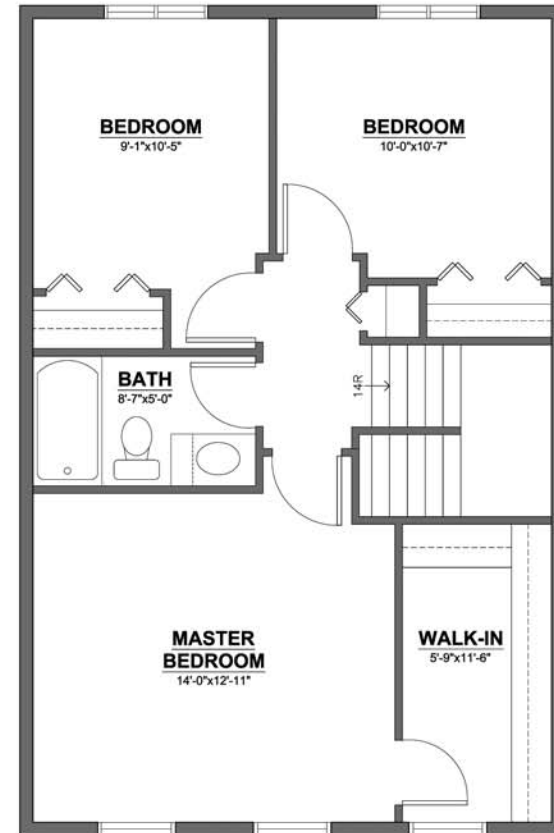 BEDROOM
9'-1"x10'-5"
BEDROOM
10'-0"x10'-7"
BATH
8'-7"x5'-0"
14R
MASTER
BEDROOM
14'-0"x12'-11"
WALK-IN
5'-9"x11'-6"